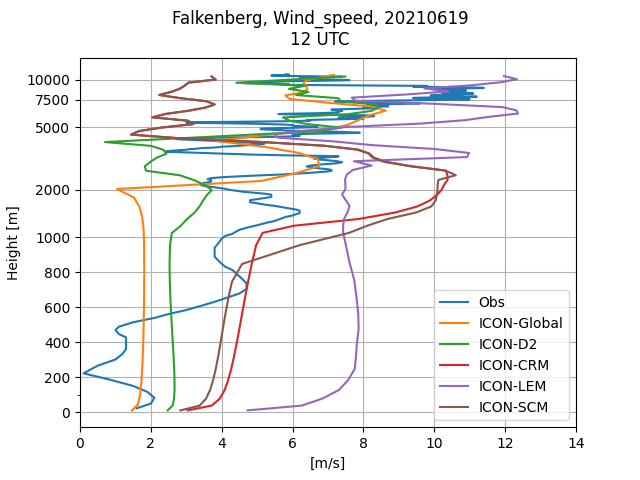 Falkenberg, Wind_speed, 20210619
12 UTC
Height [m]
10000
7500
5000
2000
1000
800
600
400
200
0
Obs
ICON-Global
ICON-D2
ICON-CRM
ICON-LEM
ICON-SCM
0 2 4 6 8 10 12 14
[m/s]